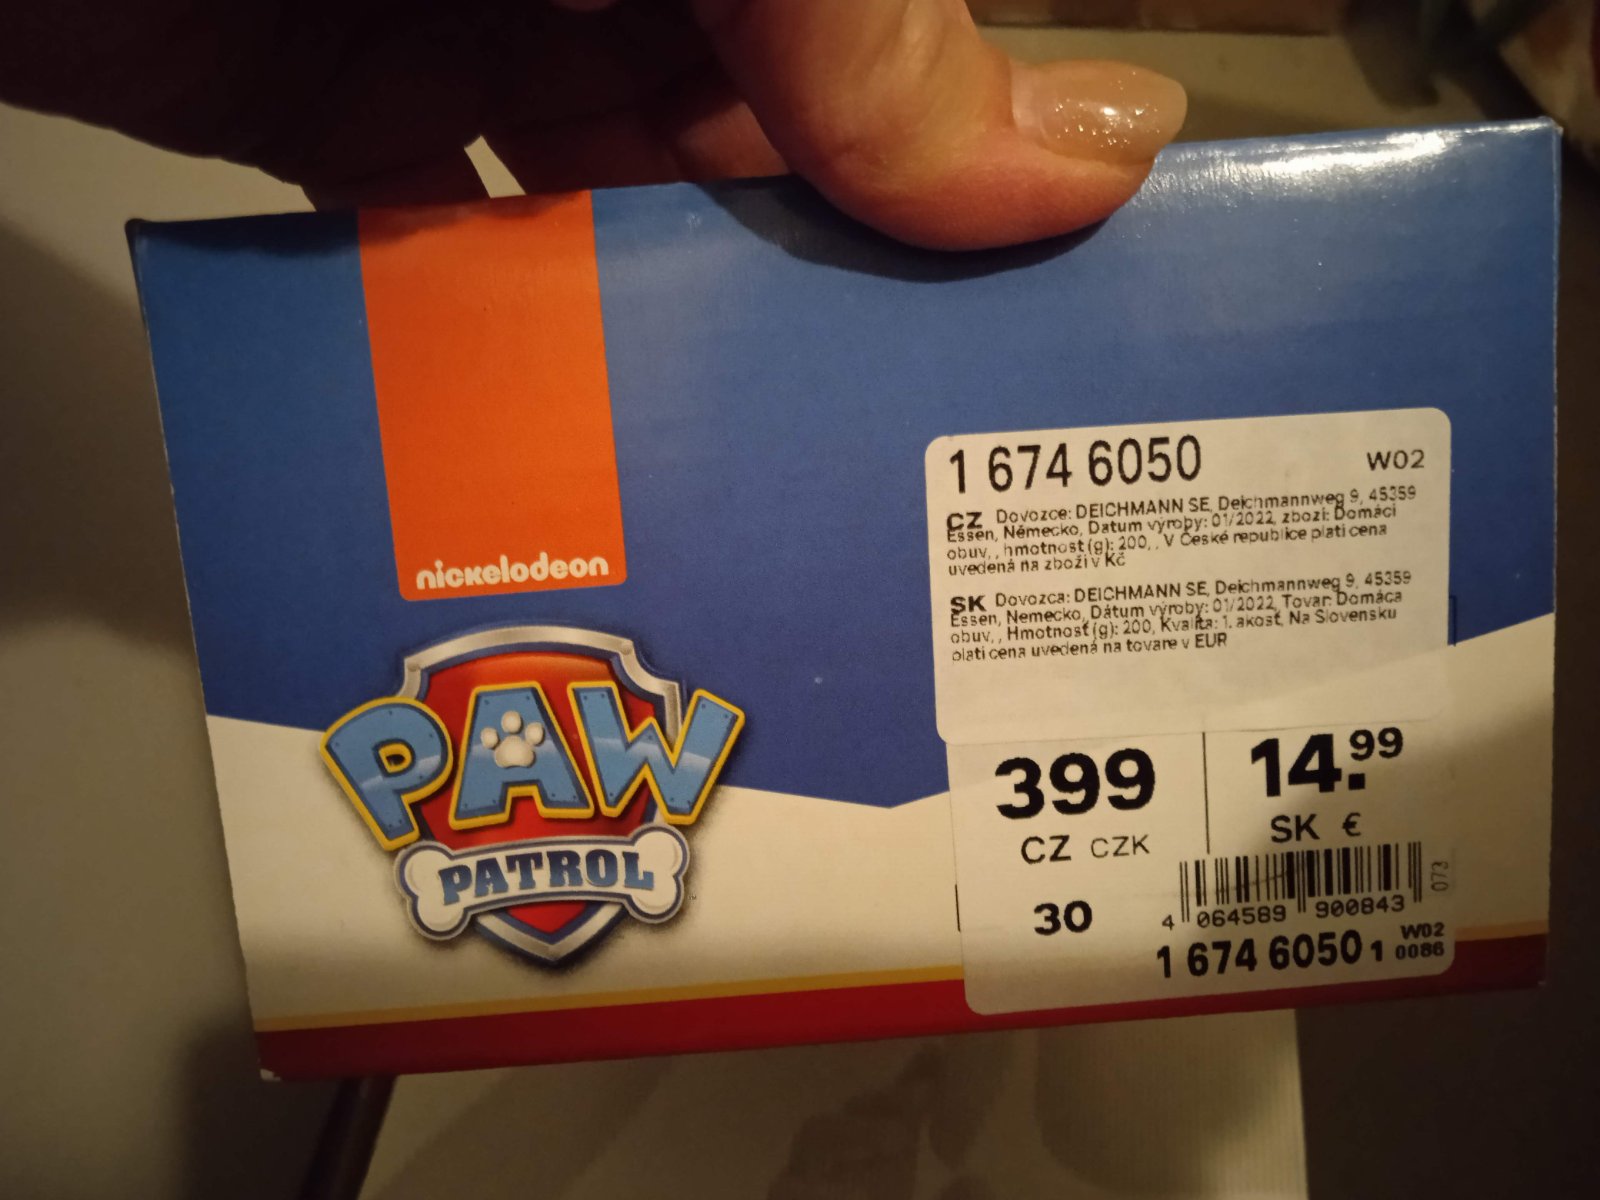 nickelodeon
PAW
PATROL
1 674 6050
W02
CZ Dovozce: DEICHMANN SE, Deichmannweg 9, 45359
Essen, Německo, Datum výroby: 01/2022, zboží: Domácí
obuv, , hmotnost (g): 200, , V České republice platí cena
uvedená na zboží v Kč
SK Dovozca: DEICHMANN SE, Deichmannweg 9, 45359
Essen, Nemecko, Dátum výroby: 01/2022, Tovar: Domáca
obuv, , Hmotnosť (g): 200, Kvalita: 1. akosť, Na Slovensku
platí cena uvedená na tovare v EUR
399
CZ CZK
14.99
SK €
30
073
4 064589 900843
1 674 6050 1
W02
0086